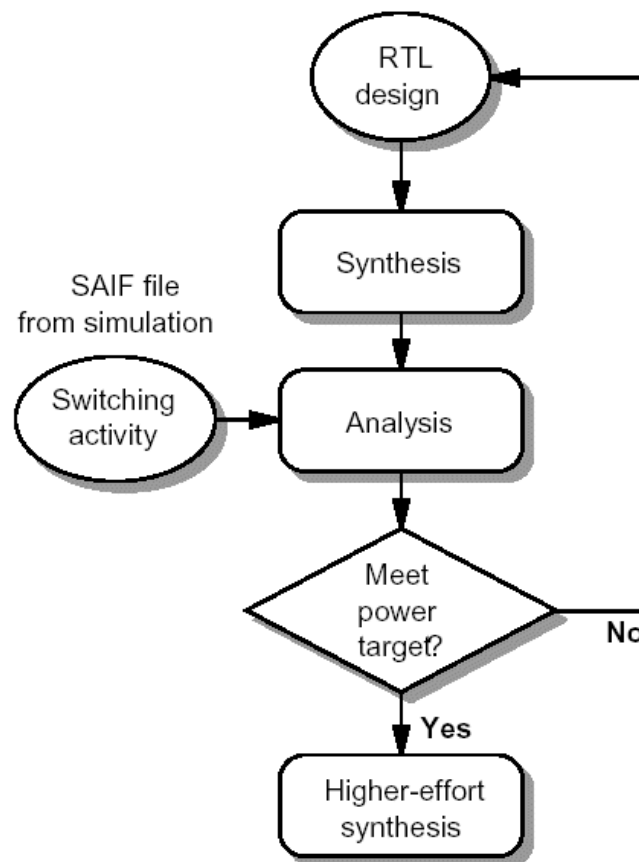 RTL
design
Synthesis
SAIF file
from simulation
Switching
activity
Analysis
Meet
power
target?
No
Yes
Higher-effort
synthesis